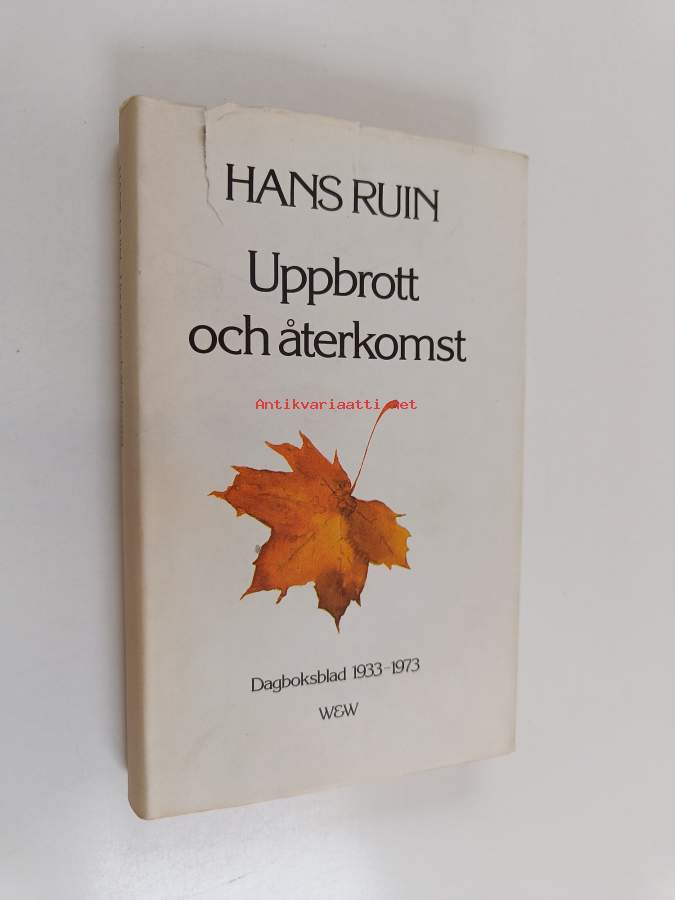 HANS RUIN
Uppbrott
och återkomst
Antikvariaatti.net
Dagboksblad 1933–1973
W&W